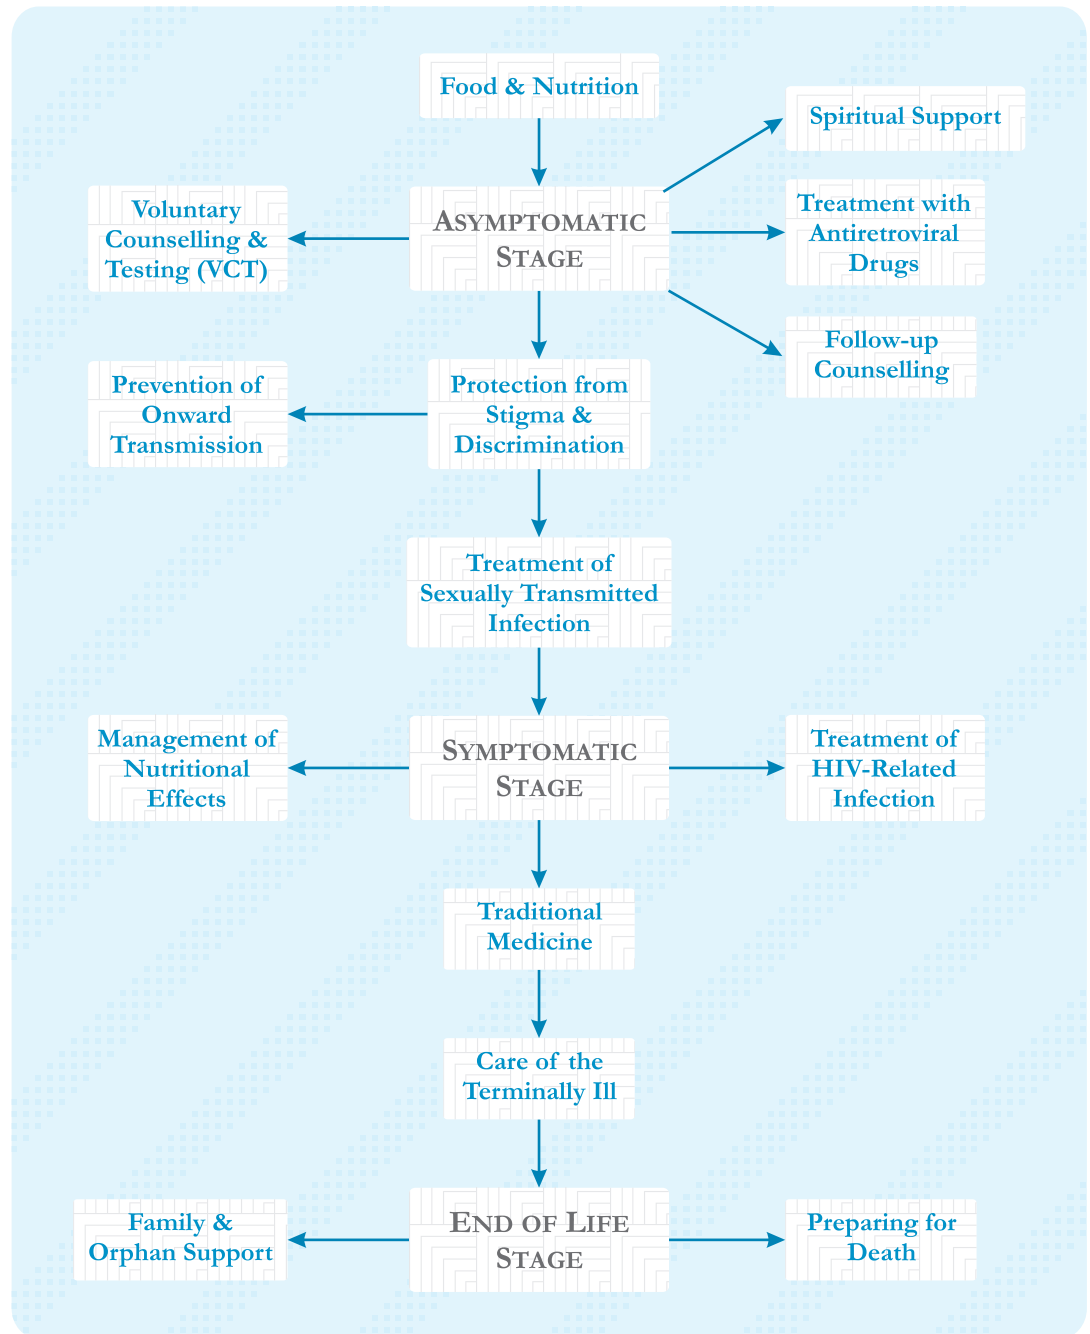 Food & Nutrition
Spiritual Support
Voluntary
Counselling &
Testing (VCT)
ASYMPTOMATIC
STAGE
Treatment with
Antiretroviral
Drugs
Follow-up
Counselling
Prevention of
Onward
Transmission
Protection from
Stigma &
Discrimination
Treatment of
Sexually Transmitted
Infection
Management of
Nutritional
Effects
SYMPTOMATIC
STAGE
Treatment of
HIV-Related
Infection
Traditional
Medicine
Care of the
Terminally Ill
Family &
Orphan Support
END OF LIFE
STAGE
Preparing for
Death